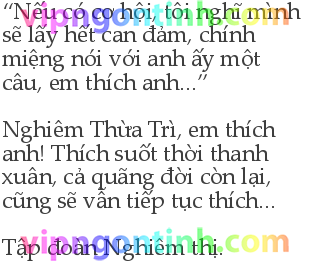 “Nếu có cơ hội, tôi nghĩ mình
sẽ lấy hết can đảm, chính
miệng nói với anh ấy một
câu, em thích anh...”
Nghiêm Thừa Trì, em thích
anh! Thích suốt thời thanh
xuân, cả quãng đời còn lại,
cũng sẽ vẫn tiếp tục thích...
Tập đoàn Nghiêm thị.
vipngontinh.com
vipngontinh.com
vipngontinh.com